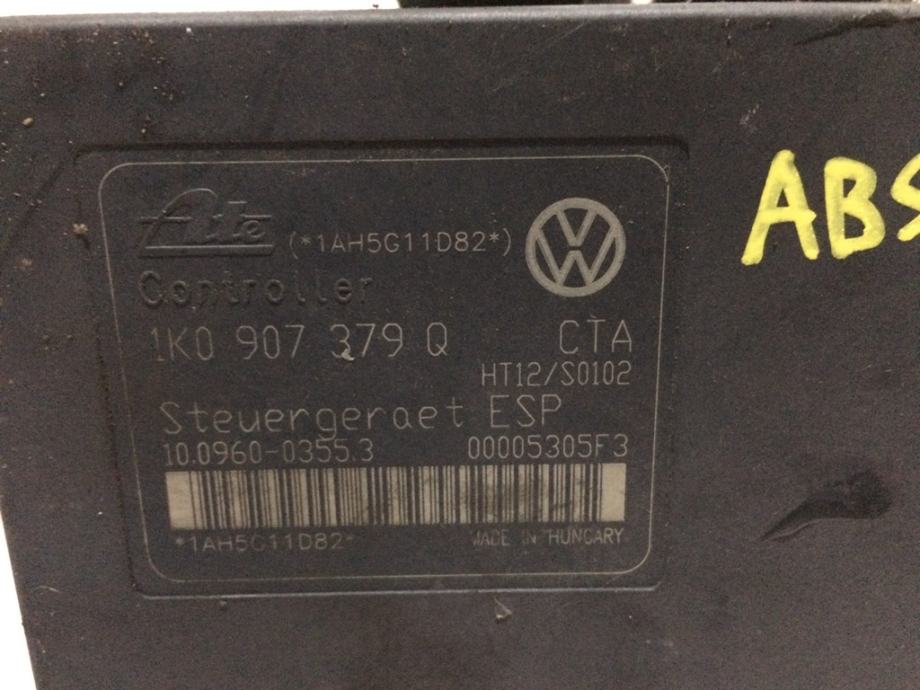 Ate (*1AH5G11D82*)
Controller
1K0 907 379 Q CTA
HT12/S0102
Steuergeraet ESP
10.0960-0355.3 00005305F3
*1AH5G11D82*
MADE IN HUNGARY
ABS